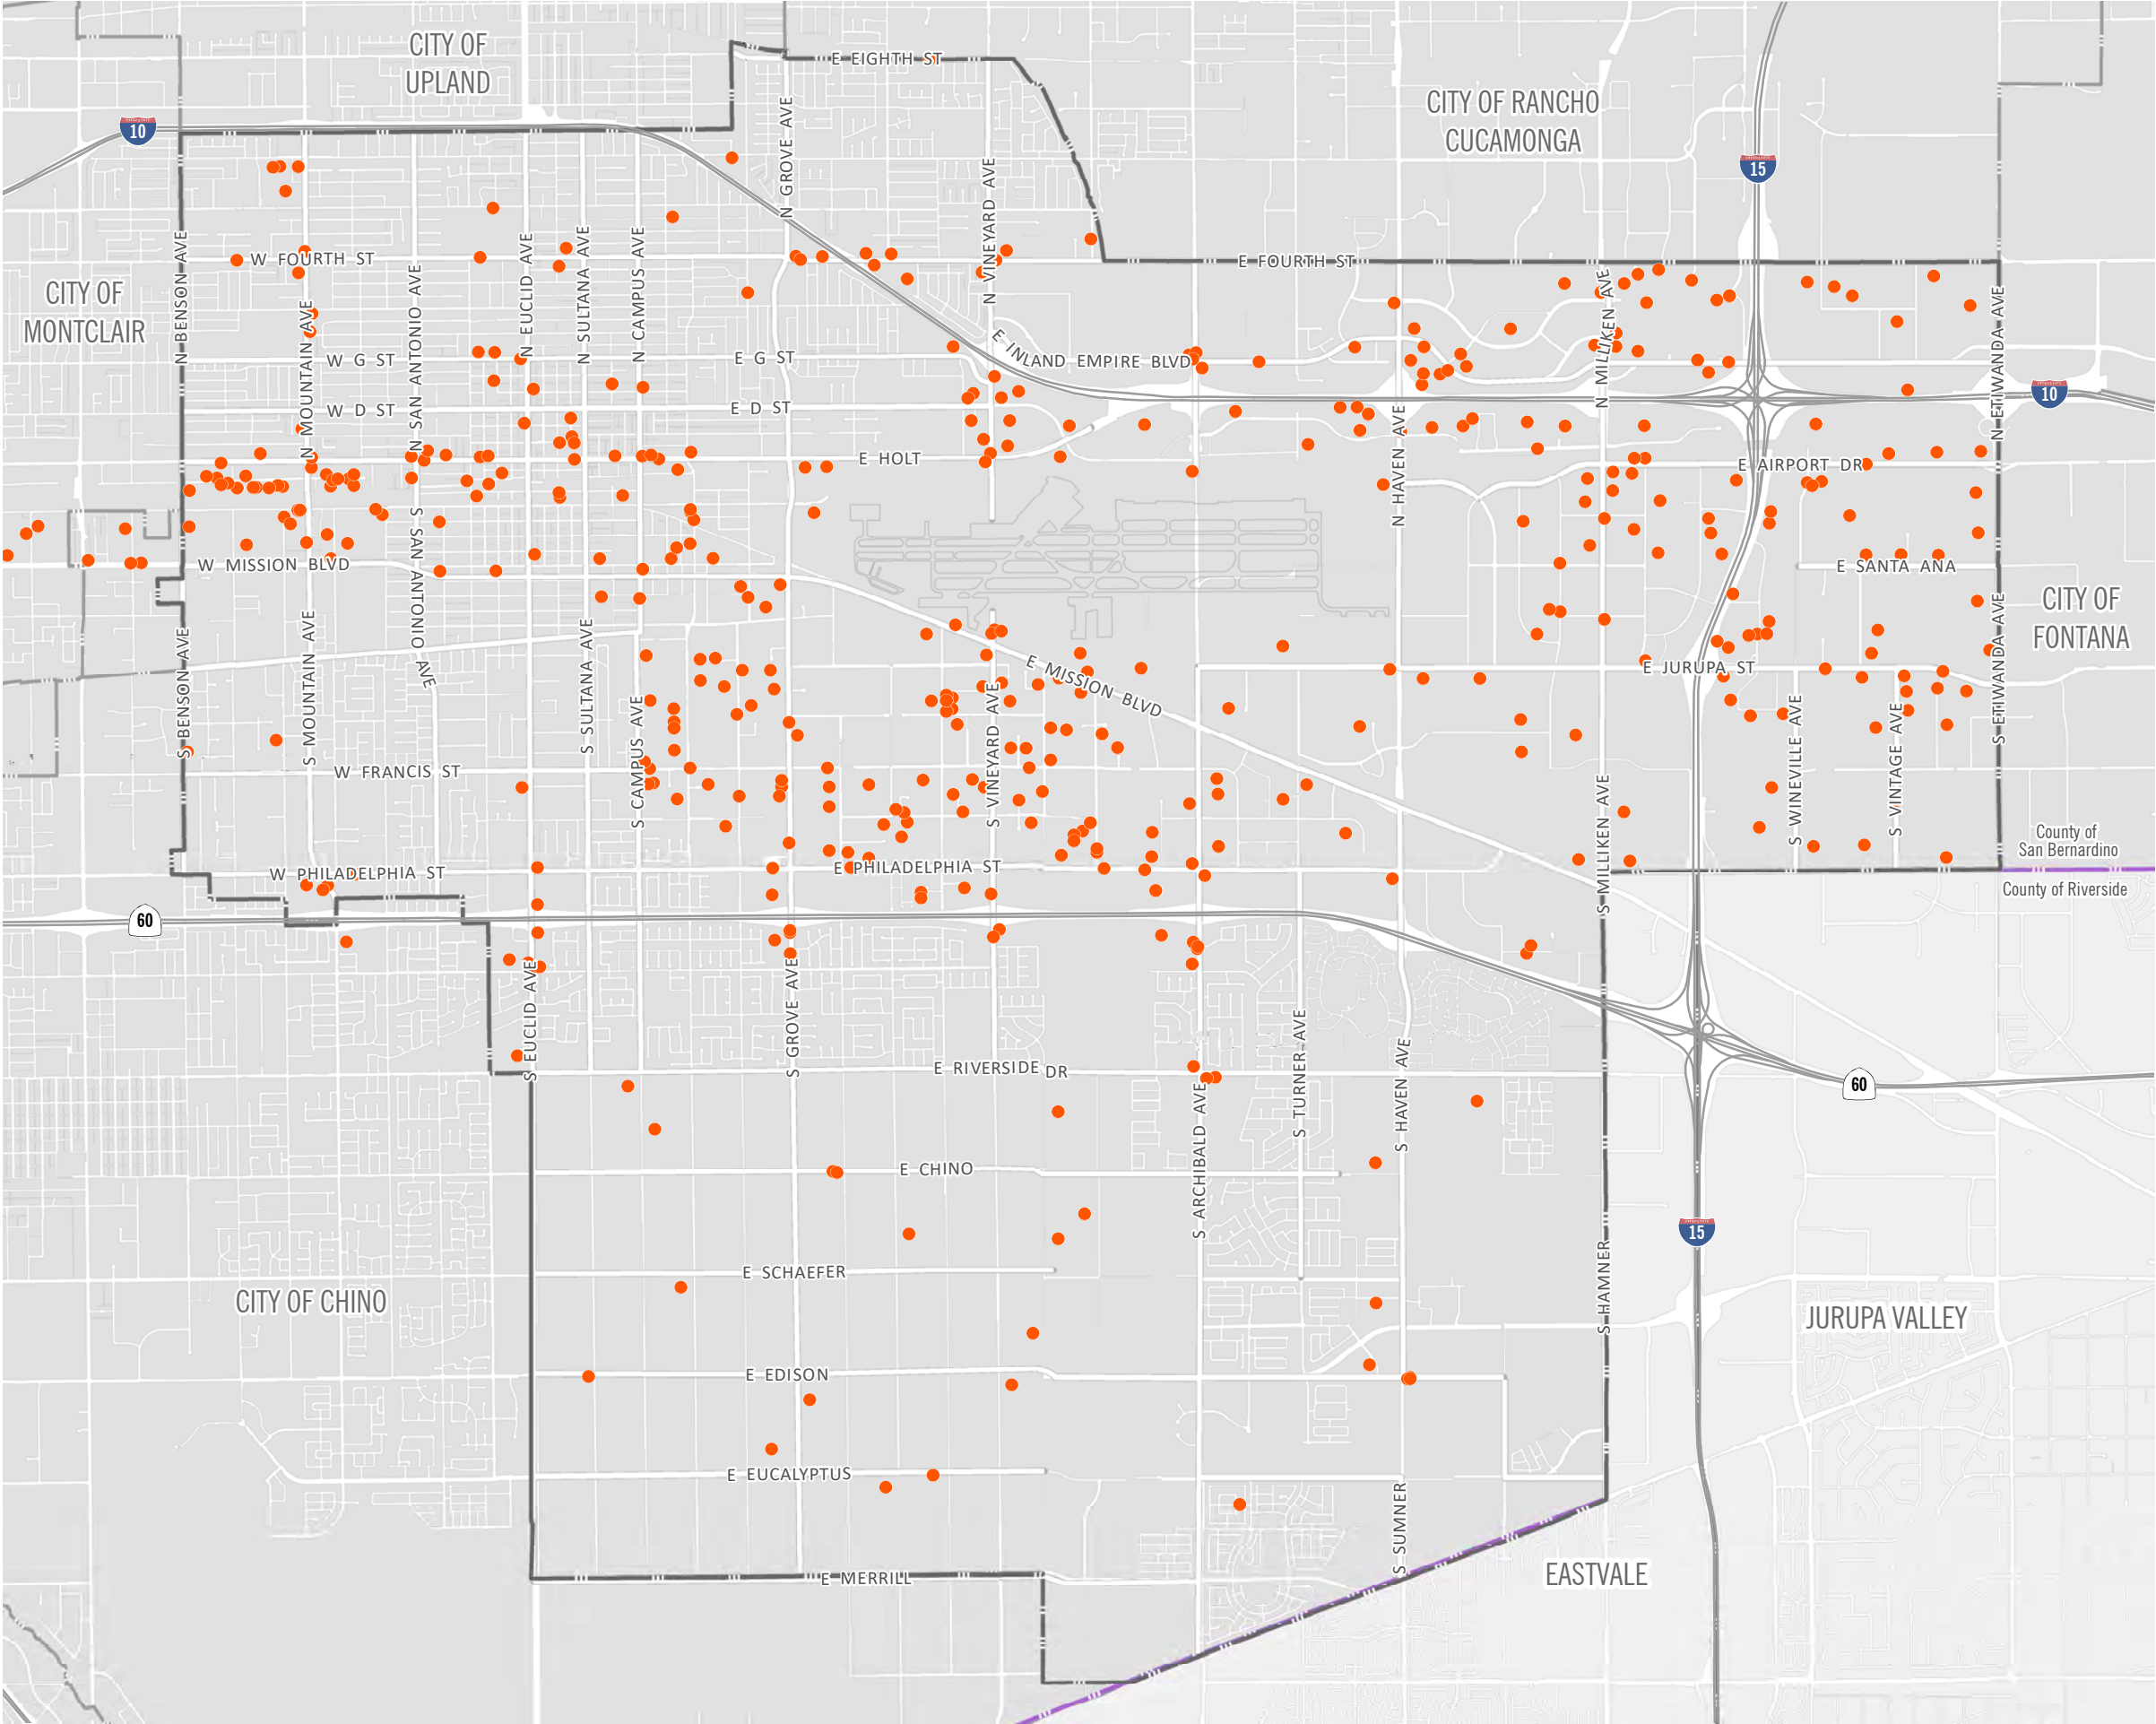 CITY OF
UPLAND
E EIGHTH ST
CITY OF RANCHO
CUCAMONGA
10
15
N GROVE AVE
N VINEYARD AVE
N BENSON AVE
W FOURTH ST
E FOURTH ST
CITY OF
MONTCLAIR
N MOUNTAIN AVE
N SAN ANTONIO AVE
N EUCLID AVE
N SULTANA AVE
N CAMPUS AVE
N MILLIKEN AVE
N ETIWANDA AVE
W G ST
E G ST
E INLAND EMPIRE BLVD
10
W D ST
E D ST
N HAVEN AVE
E HOLT
E AIRPORT DR
W MISSION BLVD
S SAN ANTONIO AVE
E SANTA ANA
CITY OF
FONTANA
S BENSON AVE
S MOUNTAIN AVE
S SULTANA AVE
S CAMPUS AVE
E MISSION BLVD
S VINEYARD AVE
E JURUPA ST
S ETIWANDA AVE
S WINEVILLE AVE
S VINTAGE AVE
W FRANCIS ST
S MILLIKEN AVE
County of
San Bernardino
County of Riverside
W PHILADELPHIA ST
E PHILADELPHIA ST
60
S EUCLID AVE
S GROVE AVE
S TURNER AVE
S HAVEN AVE
E RIVERSIDE DR
60
S ARCHIBALD AVE
E CHINO
15
S HAMNER
E SCHAEFER
CITY OF CHINO
JURUPA VALLEY
E EDISON
E EUCALYPTUS
S SUMNER
EASTVALE
E MERRILL